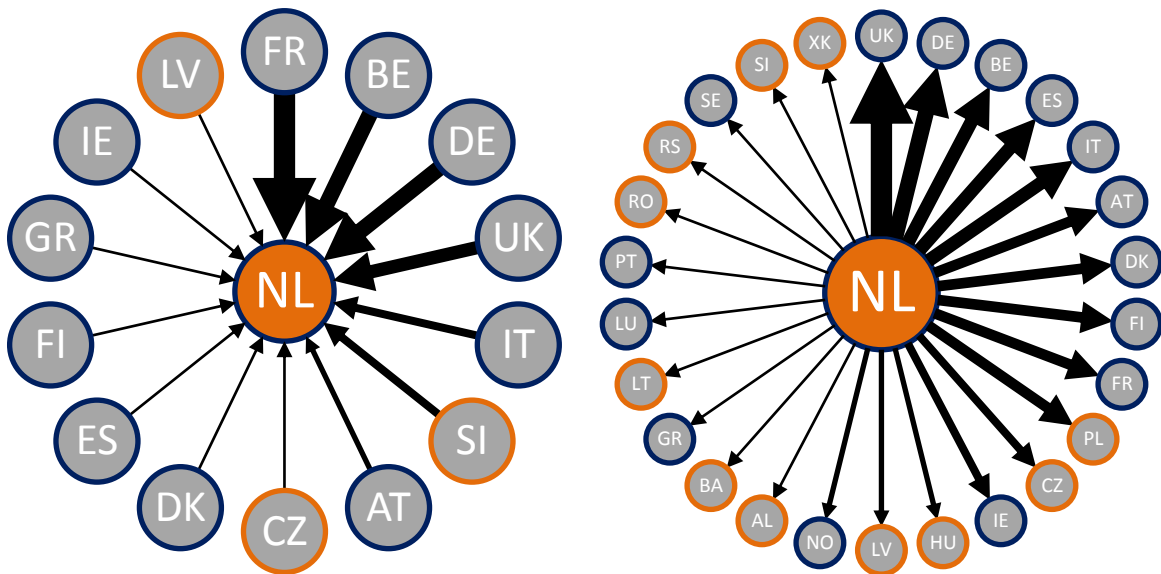 FR
BE
DE
UK
IT
SI
AT
CZ
DK
ES
FI
GR
IE
LV
NL
UK
DE
BE
ES
IT
AT
DK
FI
FR
PL
CZ
IE
HU
LV
NO
AL
BA
GR
LT
LU
PT
RO
RS
SE
SI
XK
NL